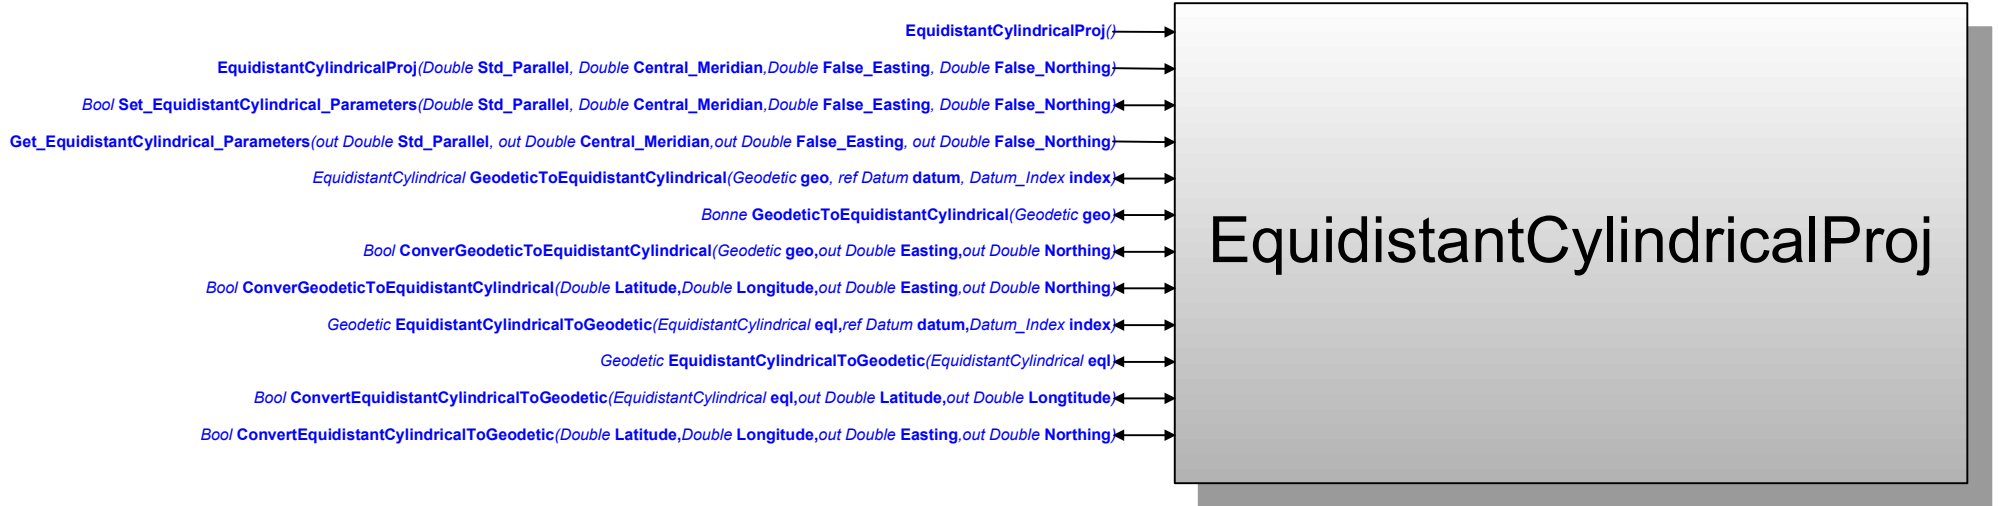 EquidistantCylindricalProj()
EquidistantCylindricalProj(Double Std_Parallel, Double Central_Meridian,Double False_Easting, Double False_Northing)
Bool Set_EquidistantCylindrical_Parameters(Double Std_Parallel, Double Central_Meridian,Double False_Easting, Double False_Northing)
Get_EquidistantCylindrical_Parameters(out Double Std_Parallel, out Double Central_Meridian,out Double False_Easting, out Double False_Northing)
EquidistantCylindrical GeodeticToEquidistantCylindrical(Geodetic geo, ref Datum datum, Datum_Index index)
Bonne GeodeticToEquidistantCylindrical(Geodetic geo)
Bool ConverGeodeticToEquidistantCylindrical(Geodetic geo,out Double Easting,out Double Northing)
Bool ConverGeodeticToEquidistantCylindrical(Double Latitude,Double Longitude,out Double Easting,out Double Northing)
Geodetic EquidistantCylindricalToGeodetic(EquidistantCylindrical eql,ref Datum datum,Datum_Index index)
Geodetic EquidistantCylindricalToGeodetic(EquidistantCylindrical eql)
Bool ConvertEquidistantCylindricalToGeodetic(EquidistantCylindrical eql,out Double Latitude,out Double Longtitude)
Bool ConvertEquidistantCylindricalToGeodetic(Double Latitude,Double Longitude,out Double Easting,out Double Northing)
EquidistantCylindricalProj